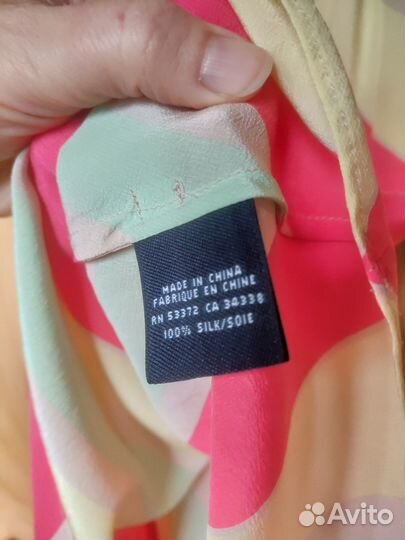 MADE IN CHINA
FABRIQUE EN CHINE
RN 53372 CA 34338
100% SILK/SOIE
Avito